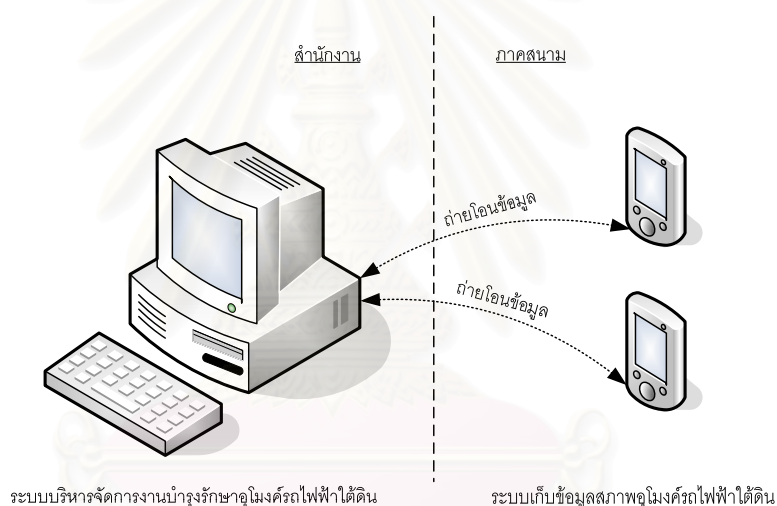 สำนักงาน
ภาคสนาม
ถ่ายโอนข้อมูล
ถ่ายโอนข้อมูล
ระบบบริหารจัดการงานบำรุงรักษาอุโมงค์รถไฟฟ้าใต้ดิน
ระบบเก็บข้อมูลสภาพอุโมงค์รถไฟฟ้าใต้ดิน